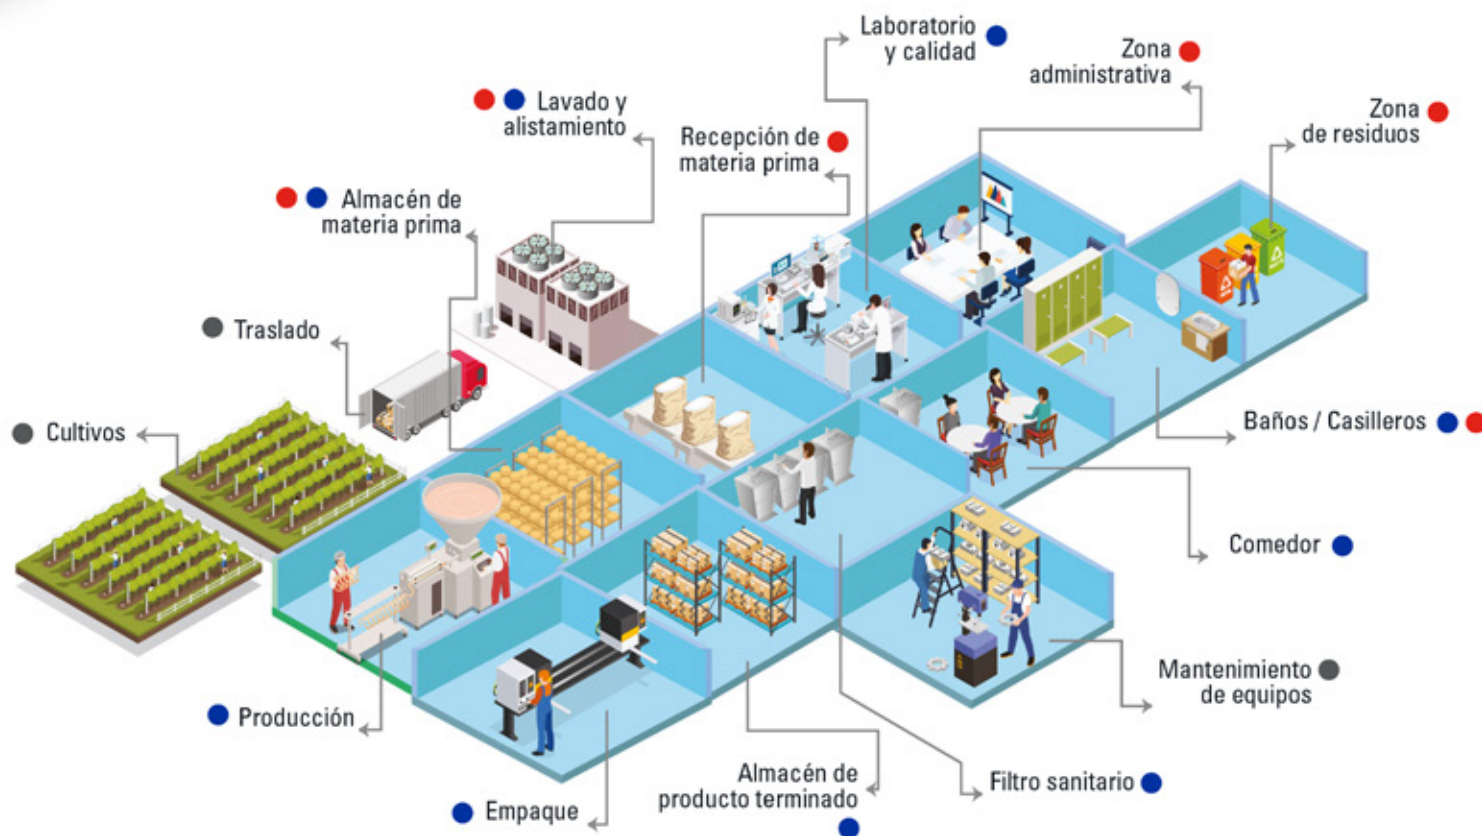 Laboratorio
y calidad
Zona
administrativa
Zona
de residuos
Lavado y
alistamiento
Recepción de
materia prima
Almacén de
materia prima
Traslado
Cultivos
Baños / Casilleros
Comedor
Mantenimiento
de equipos
Producción
Empaque
Almacén de
producto terminado
Filtro sanitario